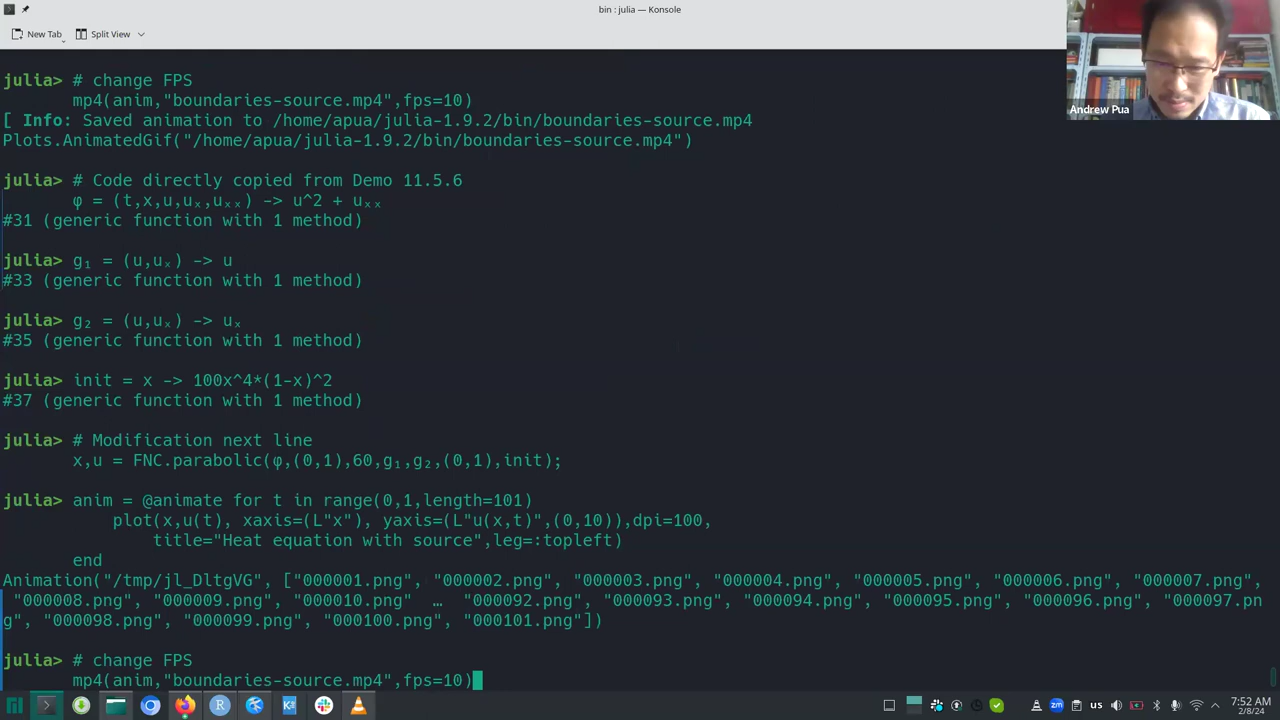 bin : julia — Konsole
New Tab
Split View
Andrew Pua
julia> # change FPS
mp4(anim,"boundaries-source.mp4",fps=10)
[ Info: Saved animation to /home/apua/julia-1.9.2/bin/boundaries-source.mp4
Plots.AnimatedGif("/home/apua/julia-1.9.2/bin/boundaries-source.mp4")
julia> # Code directly copied from Demo 11.5.6
φ = (t,x,u,uₓ,uₓₓ) -> u^2 + uₓₓ
#31 (generic function with 1 method)
julia> g₁ = (u,uₓ) -> u
#33 (generic function with 1 method)
julia> g₂ = (u,uₓ) -> uₓ
#35 (generic function with 1 method)
julia> init = x -> 100x^4*(1-x)^2
#37 (generic function with 1 method)
julia> # Modification next line
x,u = FNC.parabolic(φ,(0,1),60,g₁,g₂,(0,1),init);
julia> anim = @animate for t in range(0,1,length=101)
plot(x,u(t), xaxis=(L"x"), yaxis=(L"u(x,t)",(0,10)),dpi=100,
title="Heat equation with source",leg=:topleft)
end
Animation("/tmp/jl_DltgVG", ["000001.png", "000002.png", "000003.png", "000004.png", "000005.png", "000006.png", "000007.png",
"000008.png", "000009.png", "000010.png" … "000092.png", "000093.png", "000094.png", "000095.png", "000096.png", "000097.pn
g", "000098.png", "000099.png", "000100.png", "000101.png"])
julia> # change FPS
mp4(anim,"boundaries-source.mp4",fps=10)
us
7:52 AM
2/8/24